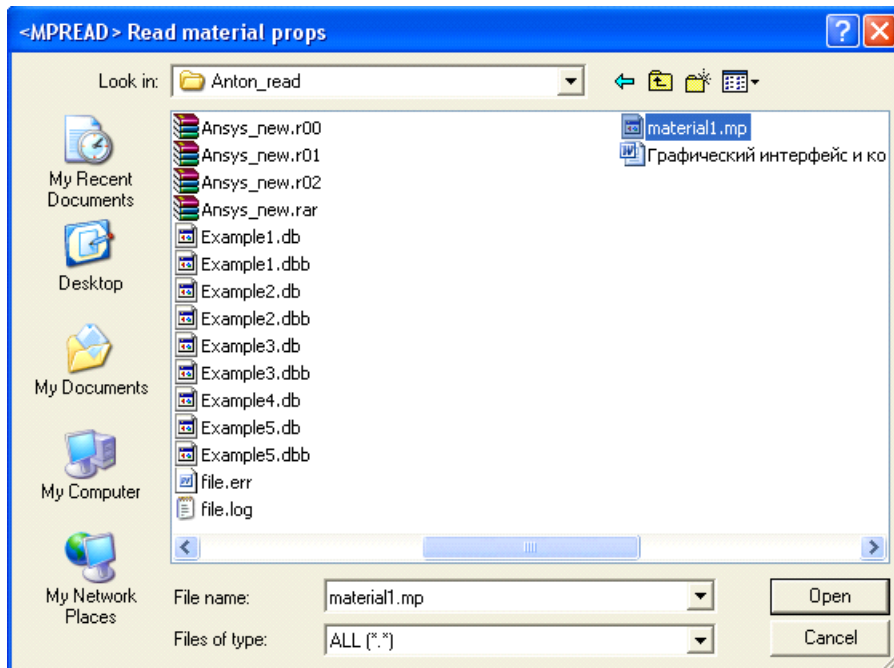 <MPREAD> Read material props
Look in: Anton_read
My Recent
Documents
Desktop
My Documents
My Computer
My Network
Places
Ansys_new.r00
Ansys_new.r01
Ansys_new.r02
Ansys_new.rar
Example1.db
Example1.dbb
Example2.db
Example2.dbb
Example3.db
Example3.dbb
Example4.db
Example5.db
Example5.dbb
file.err
file.log
material1.mp
Графический интерфейс и ко
File name: material1.mp Open
Files of type: ALL (*.*) Cancel